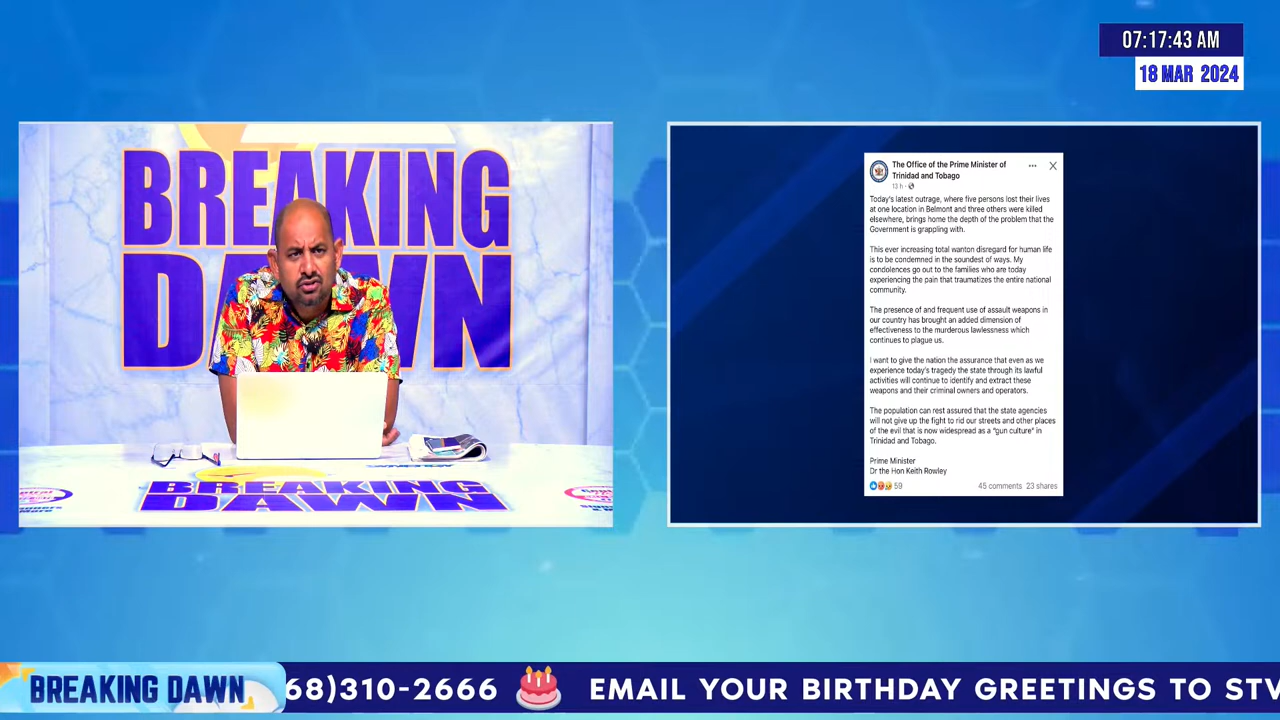 07:17:43 AM
18 MAR 2024
BREAKING
DAWN
BREAKING
DAWN
The Office of the Prime Minister of
Trinidad and Tobago
13 h
Today's latest outrage, where five persons lost their lives
at one location in Belmont and three others were killed
elsewhere, brings home the depth of the problem that the
Government is grappling with.
This ever increasing total wanton disregard for human life
is to be condemned in the soundest of ways. My
condolences go out to the families who are today
experiencing the pain that traumatizes the entire national
community.
The presence of and frequent use of assault weapons in
our country has brought an added dimension of
effectiveness to the murderous lawlessness which
continues to plague us.
I want to give the nation the assurance that even as we
experience today's tragedy the state through its lawful
activities will continue to identify and extract these
weapons and their criminal owners and operators.
The population can rest assured that the state agencies
will not give up the fight to rid our streets and other places
of the evil that is now widespread as a "gun culture" in
Trinidad and Tobago.
Prime Minister
Dr the Hon Keith Rowley
59
45 comments 23 shares
BREAKING DAWN
68)310-2666 EMAIL YOUR BIRTHDAY GREETINGS TO STV